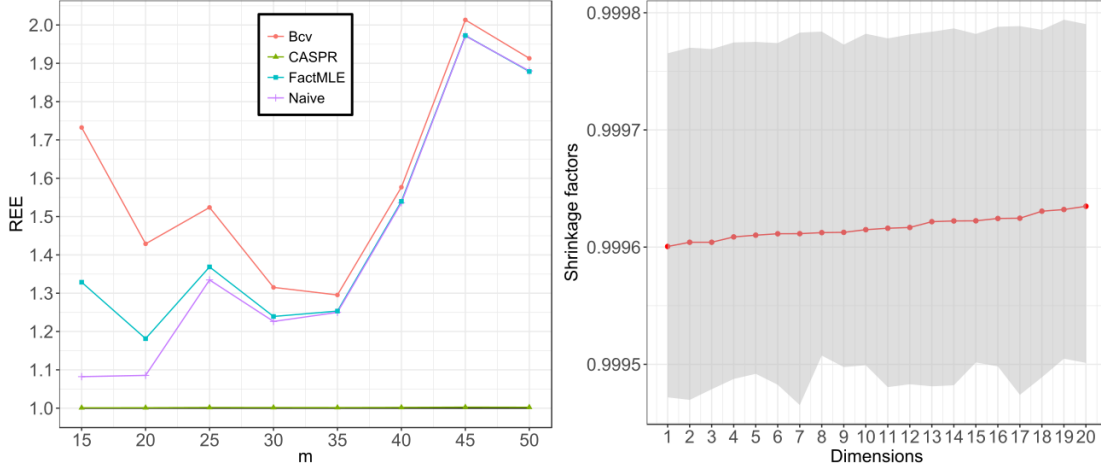 2.0
1.9
1.8
1.7
1.6
1.5
1.4
1.3
1.2
1.1
1.0
REE
Bcv
CASPR
FactMLE
Naive
15 20 25 30 35 40 45 50
m
0.9998
0.9997
0.9996
0.9995
Shrinkage factors
1 2 3 4 5 6 7 8 9 10 11 12 13 14 15 16 17 18 19 20
Dimensions